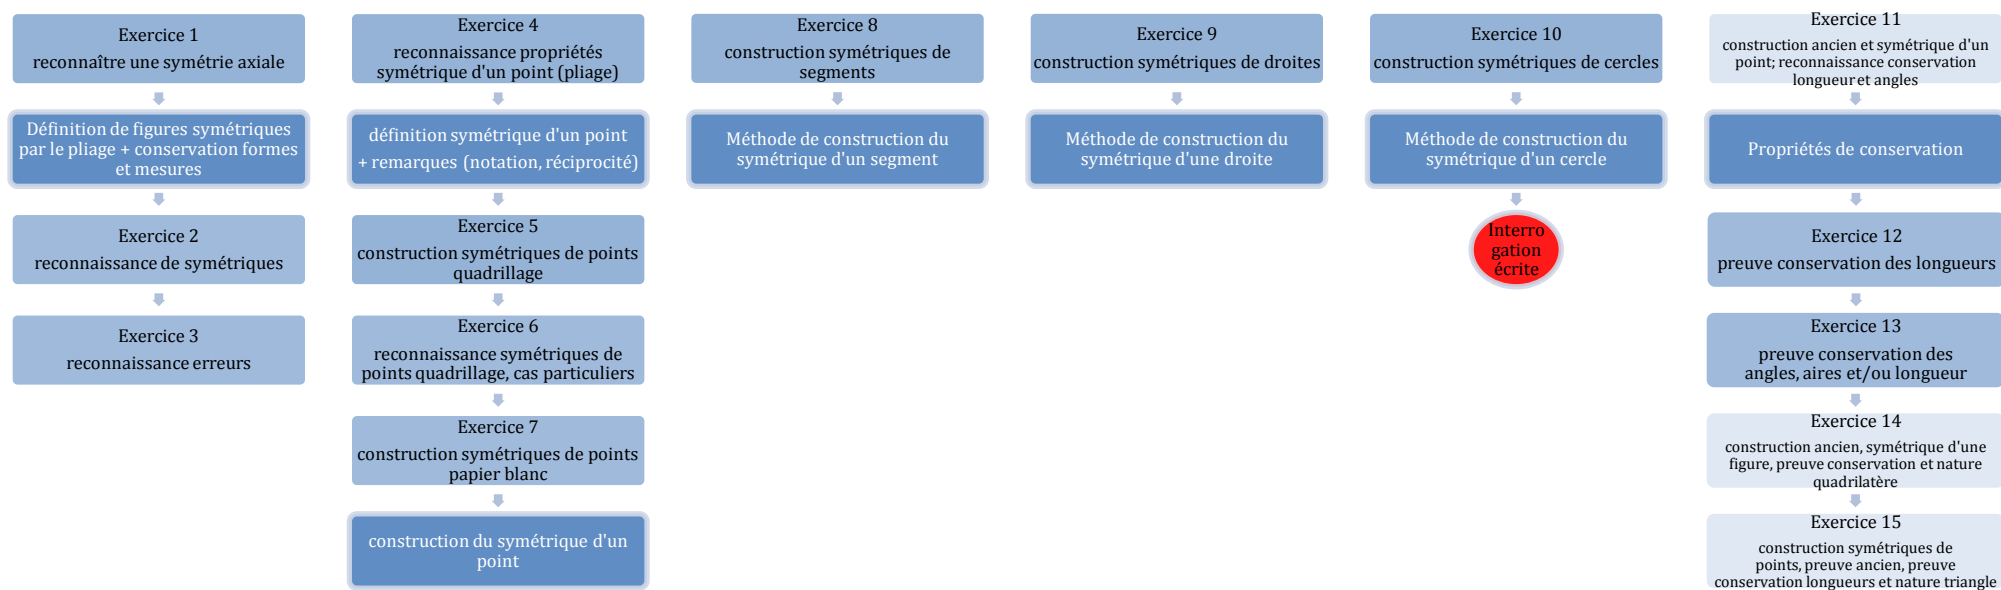 Exercice 1
reconnaître une symétrie axiale
Définition de figures symétriques
par le pliage + conservation formes
et mesures
Exercice 2
reconnaissance de symétriques
Exercice 3
reconnaissance erreurs
Exercice 4
reconnaissance propriétés
symétrique d'un point (pliage)
définition symétrique d'un point
+ remarques (notation, réciprocité)
Exercice 5
construction symétriques de points
quadrillage
Exercice 6
reconnaissance symétriques de
points quadrillage, cas particuliers
Exercice 7
construction symétriques de points
papier blanc
construction du symétrique d'un
point
Exercice 8
construction symétriques de
segments
Méthode de construction du
symétrique d'un segment
Exercice 9
construction symétriques de droites
Méthode de construction du
symétrique d'une droite
Exercice 10
construction symétriques de cercles
Méthode de construction du
symétrique d'un cercle
Interro
gation
écrite
Exercice 11
construction ancien et symétrique d'un
point; reconnaissance conservation
longueur et angles
Propriétés de conservation
Exercice 12
preuve conservation des longueurs
Exercice 13
preuve conservation des
angles, aires et/ou longueur
Exercice 14
construction ancien, symétrique d'une
figure, preuve conservation et nature
quadrilatère
Exercice 15
construction symétriques de
points, preuve ancien, preuve
conservation longueurs et nature triangle